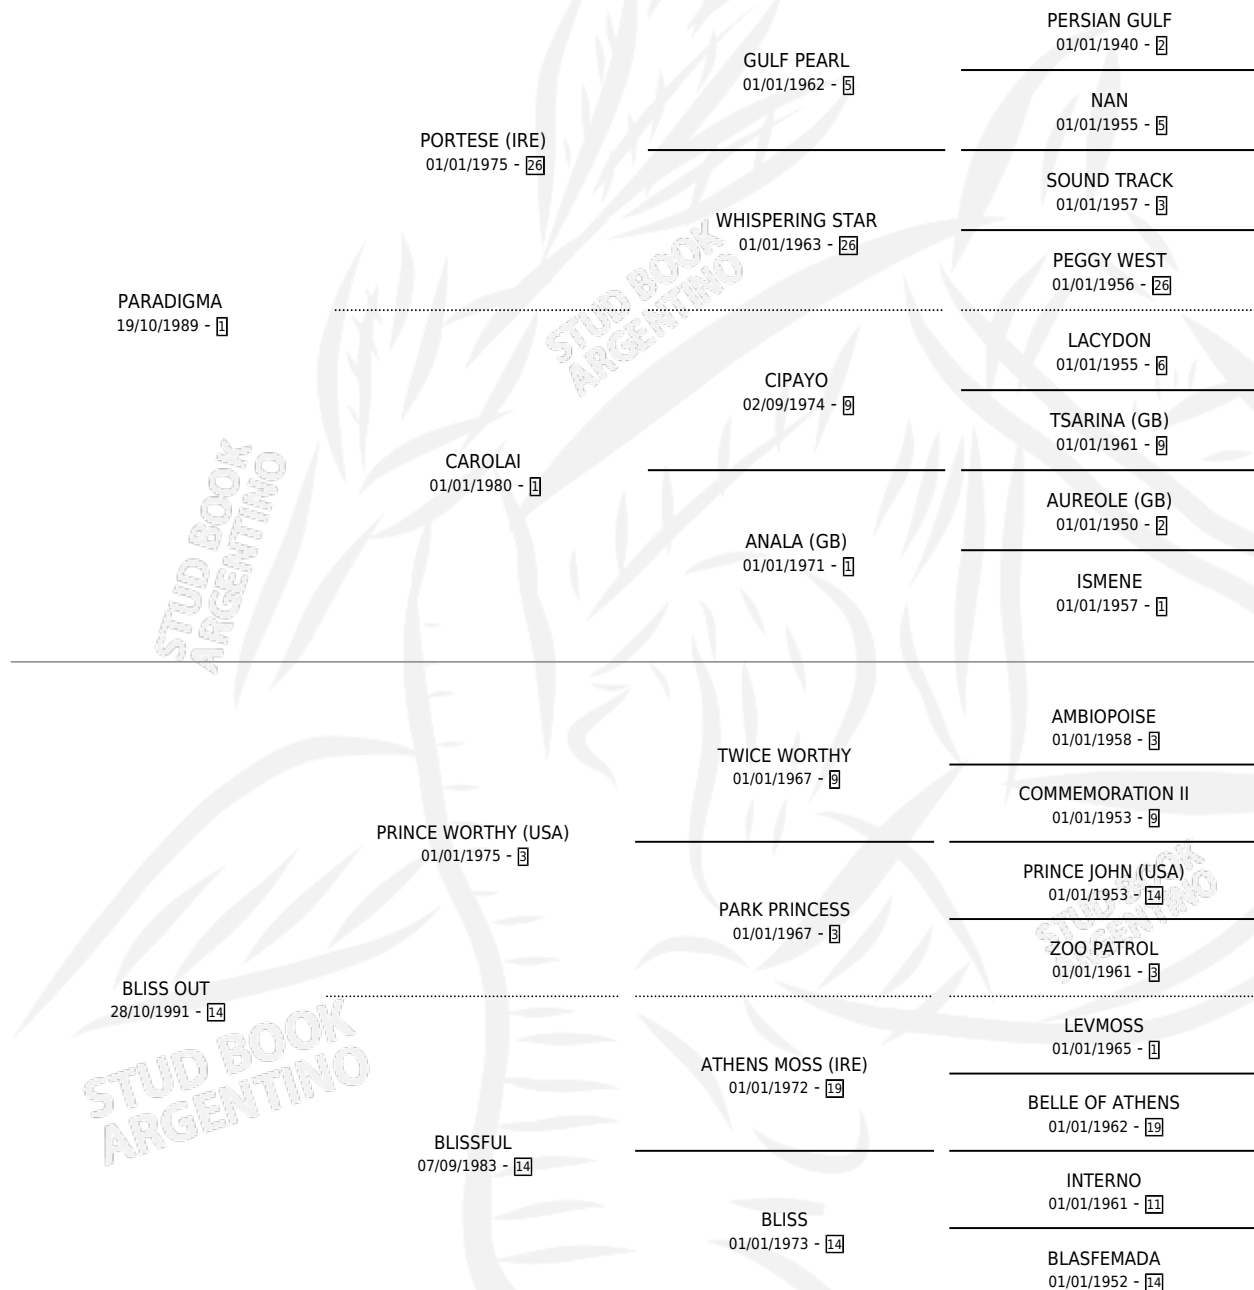 PERSIAN GULF
01/01/1940 - 2
GULF PEARL
01/01/1962 - 5
NAN
01/01/1955 - 5
PORTESE (IRE)
01/01/1975 - 26
SOUND TRACK
01/01/1957 - 3
WHISPERING STAR
01/01/1963 - 26
PEGGY WEST
01/01/1956 - 26
PARADIGMA
19/10/1989 - 1
LACYDON
01/01/1955 - 6
CIPAYO
02/09/1974 - 9
TSARINA (GB)
01/01/1961 - 9
CAROLAI
01/01/1980 - 1
AUREOLE (GB)
01/01/1950 - 2
ANALA (GB)
01/01/1971 - 1
ISMENE
01/01/1957 - 1
STUD BOOK
ARGENTINO
STUD BOOK
ARGENTINO
AMBIOPOISE
01/01/1958 - 3
TWICE WORTHY
01/01/1967 - 9
COMMEMORATION II
01/01/1953 - 9
PRINCE WORTHY (USA)
01/01/1975 - 3
PRINCE JOHN (USA)
01/01/1953 - 14
PARK PRINCESS
01/01/1967 - 3
ZOO PATROL
01/01/1961 - 3
BLISS OUT
28/10/1991 - 14
LEVMOSS
01/01/1965 - 1
ATHENS MOSS (IRE)
01/01/1972 - 19
BELLE OF ATHENS
01/01/1962 - 19
BLISSFUL
07/09/1983 - 14
INTERNO
01/01/1961 - 11
BLISS
01/01/1973 - 14
BLASFEMADA
01/01/1952 - 14
STUD BOOK
ARGENTINO
STUD BOOK
ARGENTINO